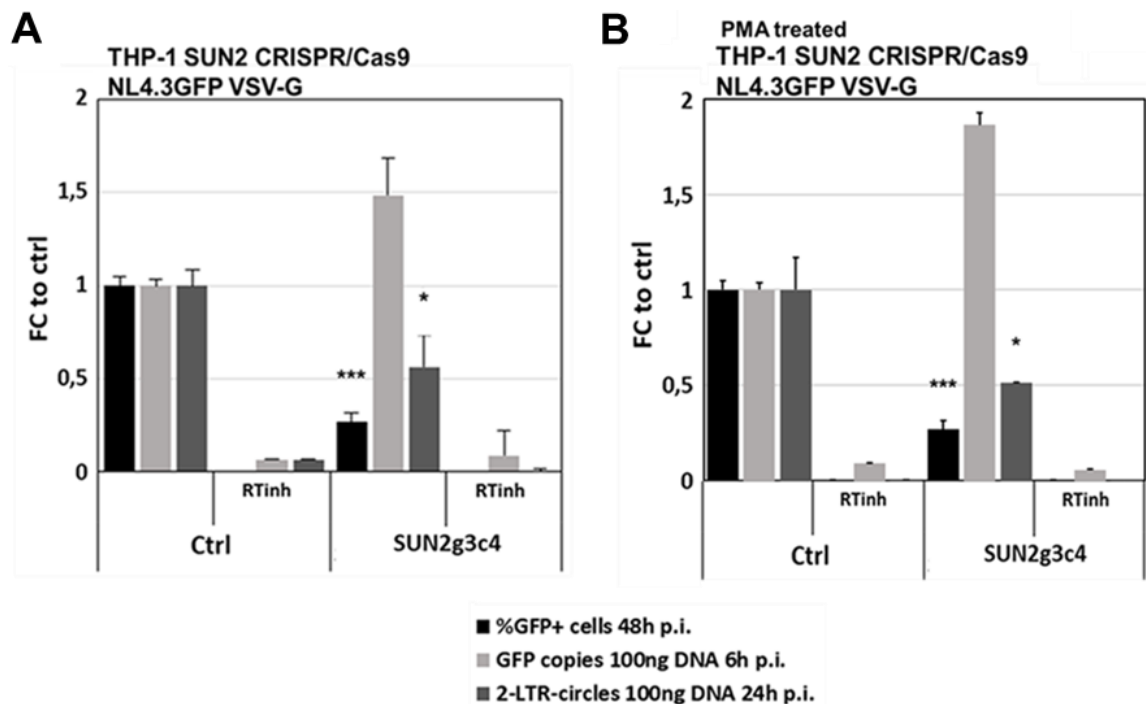 A
THP-1 SUN2 CRISPR/Cas9
NL4.3GFP VSV-G
2
1,5
1
0,5
0
FC to ctrl
***
*
RTinh
RTinh
Ctrl
SUN2g3c4
B
PMA treated
THP-1 SUN2 CRISPR/Cas9
NL4.3GFP VSV-G
2
1,5
1
0,5
0
FC to ctrl
***
*
RTinh
RTinh
Ctrl
SUN2g3c4
%GFP+ cells 48h p.i.
GFP copies 100ng DNA 6h p.i.
2-LTR-circles 100ng DNA 24h p.i.